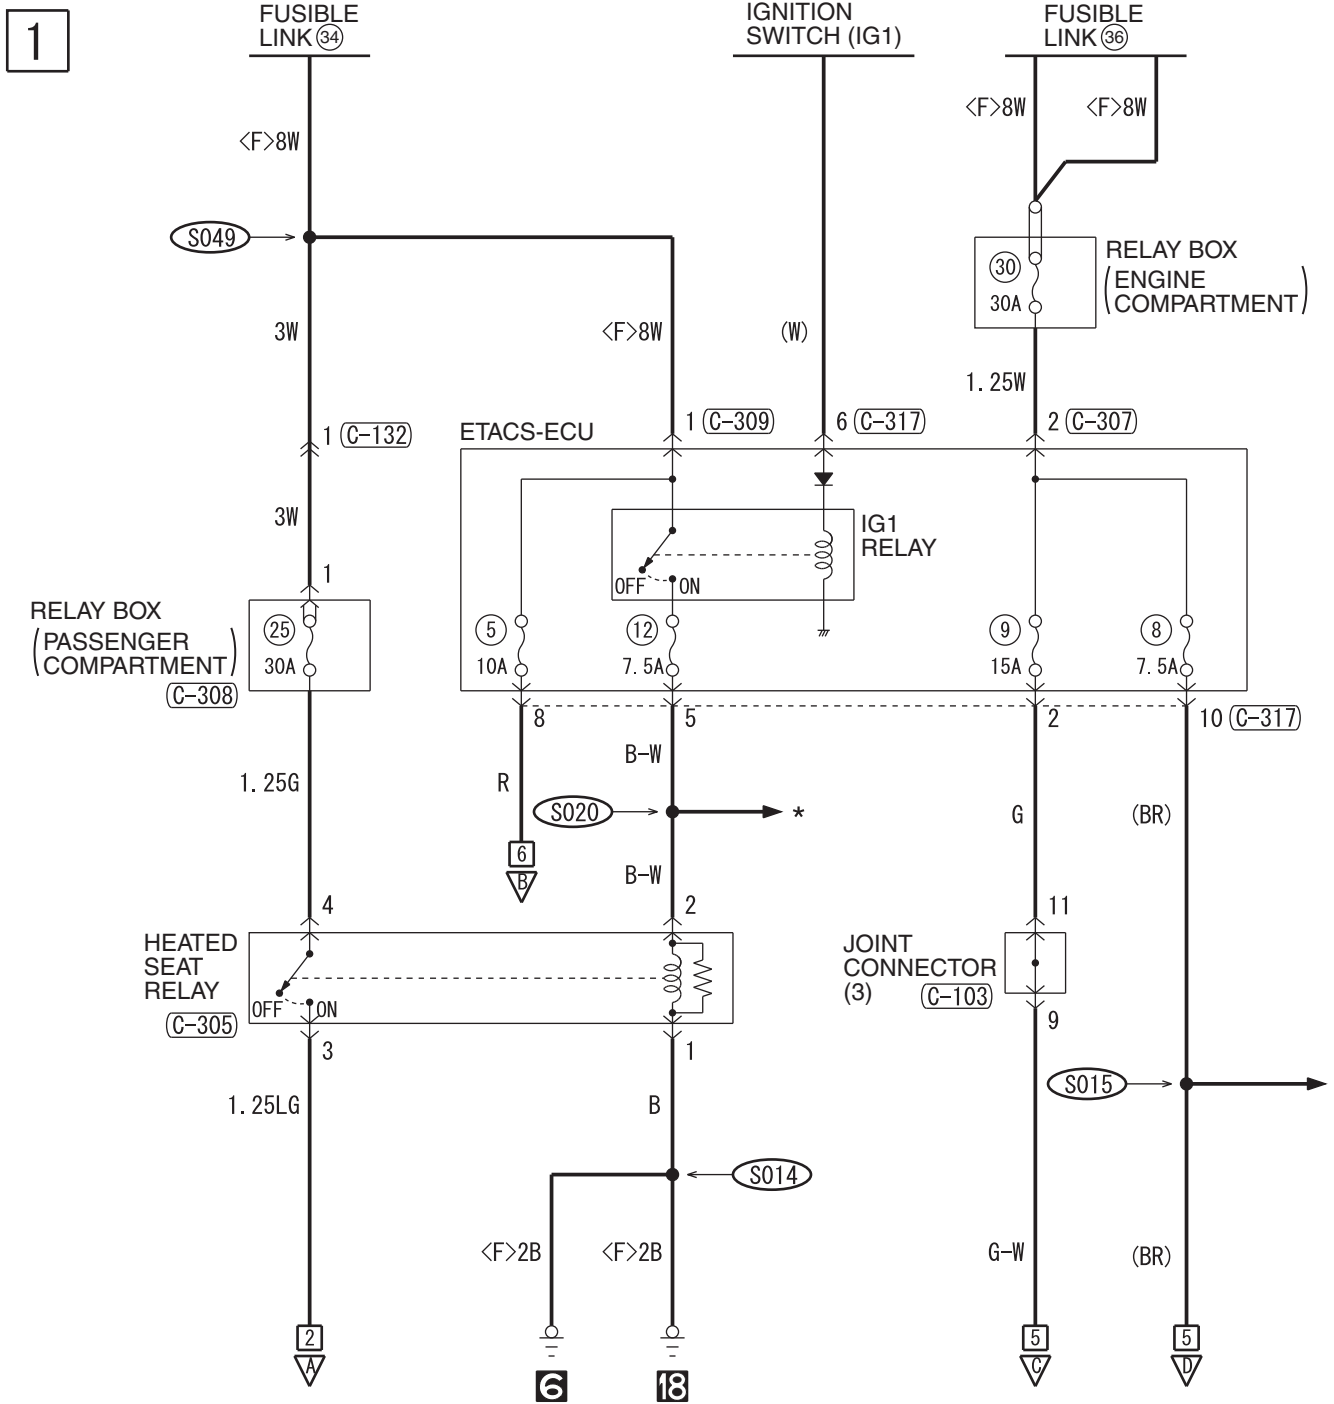 1
FUSIBLE
LINK 34
IGNITION
SWITCH (IG1)
FUSIBLE
LINK 36
<F>8W
<F>8W
<F>8W
S049
RELAY BOX
(ENGINE
COMPARTMENT)
30
30A
3W
<F>8W
(W)
1.25W
1 C-132
ETACS-ECU
1 C-309
6 C-317
2 C-307
3W
IG1
RELAY
OFF
ON
1
RELAY BOX
(PASSENGER
COMPARTMENT)
C-308
25
30A
5
10A
12
7.5A
9
15A
8
7.5A
8
5
2
10 C-317
B-W
1.25G
R
S020
*
G
(BR)
6
B
B-W
4
2
11
HEATED
SEAT
RELAY
C-305
OFF
ON
JOINT
CONNECTOR
(3)
C-103
3
1
9
S015
1.25LG
B
S014
<F>2B
<F>2B
G-W
(BR)
2
A
6
18
5
C
5
D